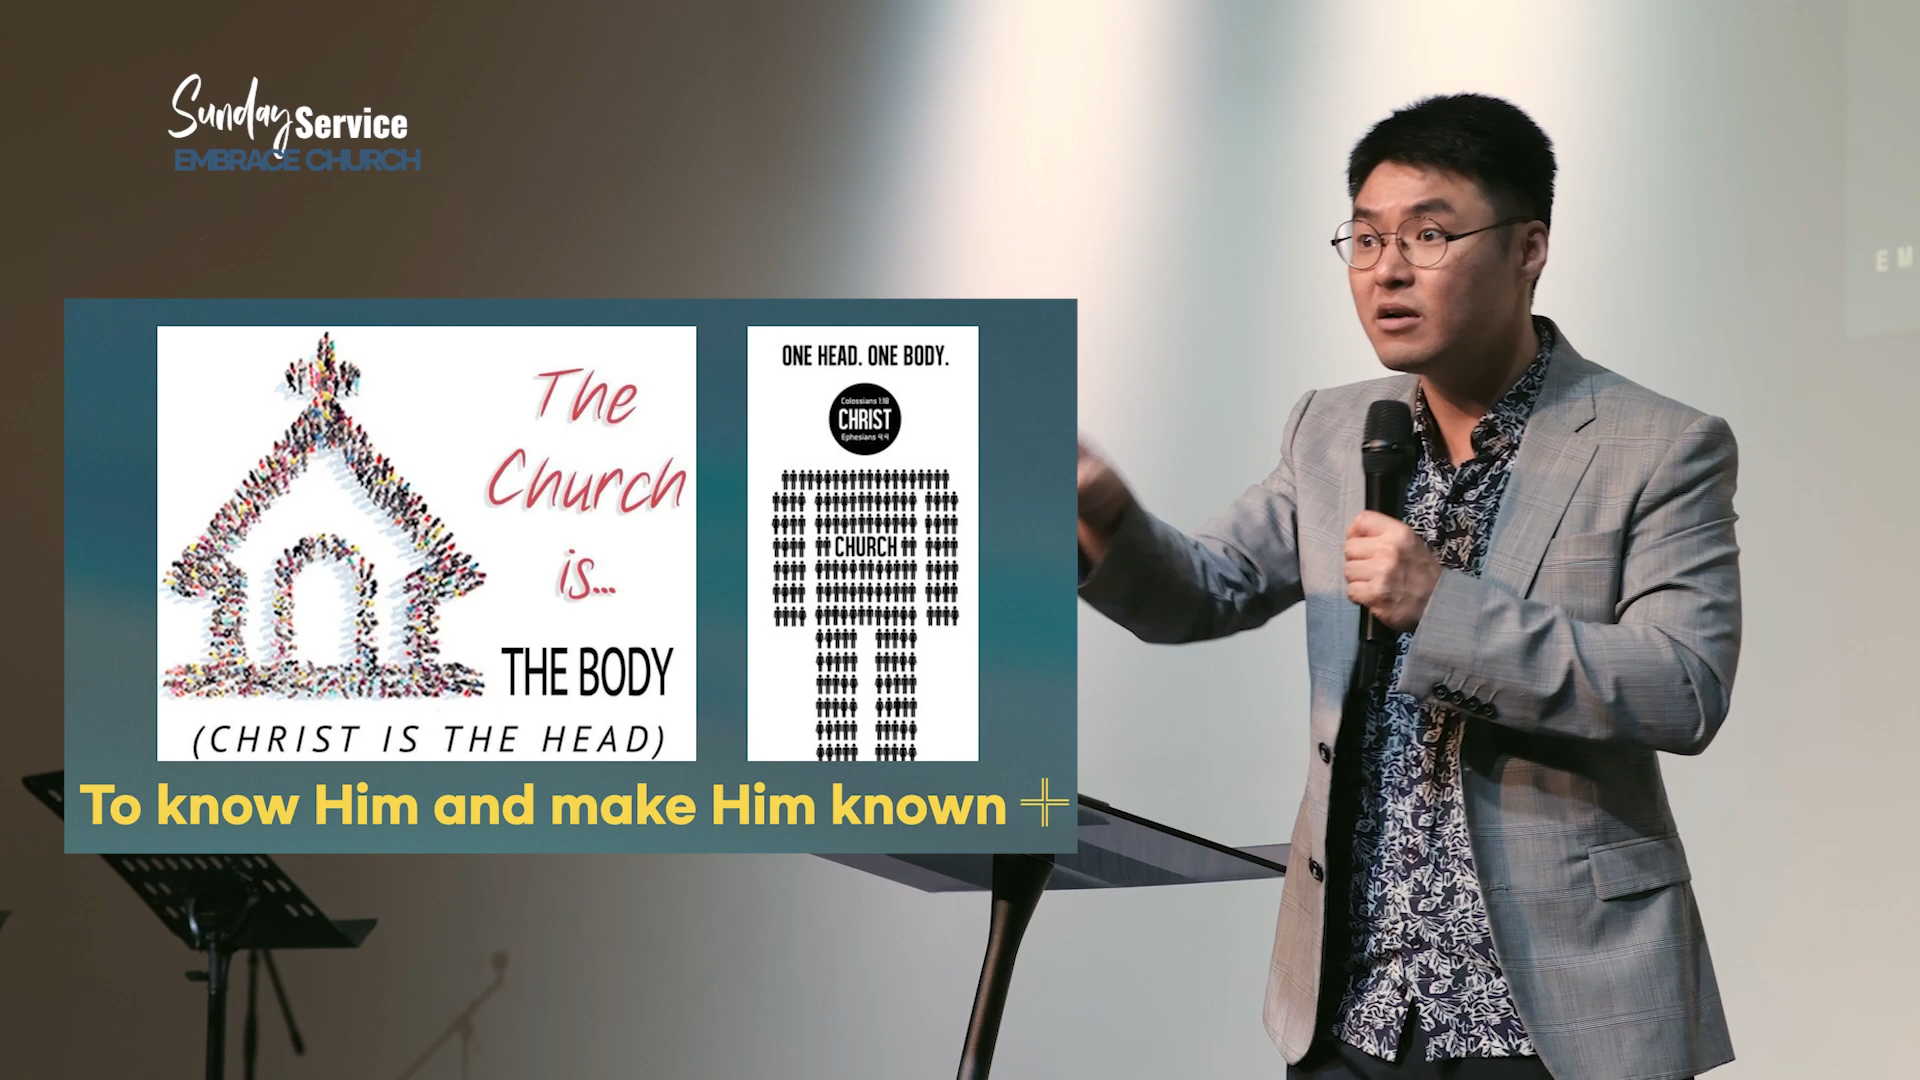 Sunday Service
EMBRACE CHURCH
The
Church
is...
THE BODY
(CHRIST IS THE HEAD)
ONE HEAD. ONE BODY.
Colossians 1:18
CHRIST
Ephesians 4:4
CHURCH
To know Him and make Him known
EM